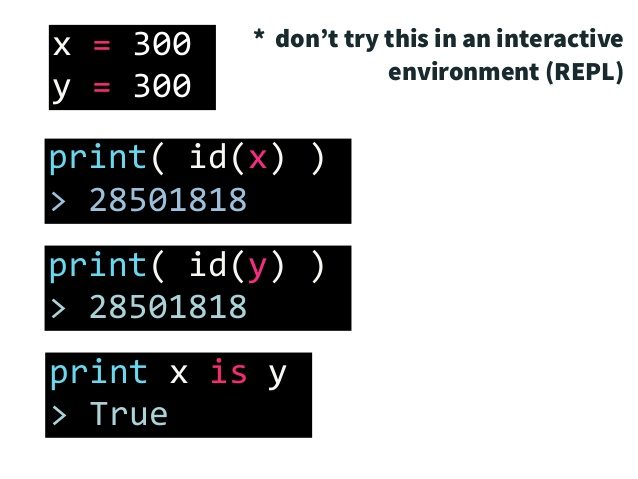 x = 300
y = 300
* don’t try this in an interactive
environment (REPL)
print( id(x) )
> 28501818
print( id(y) )
> 28501818
print x is y
> True